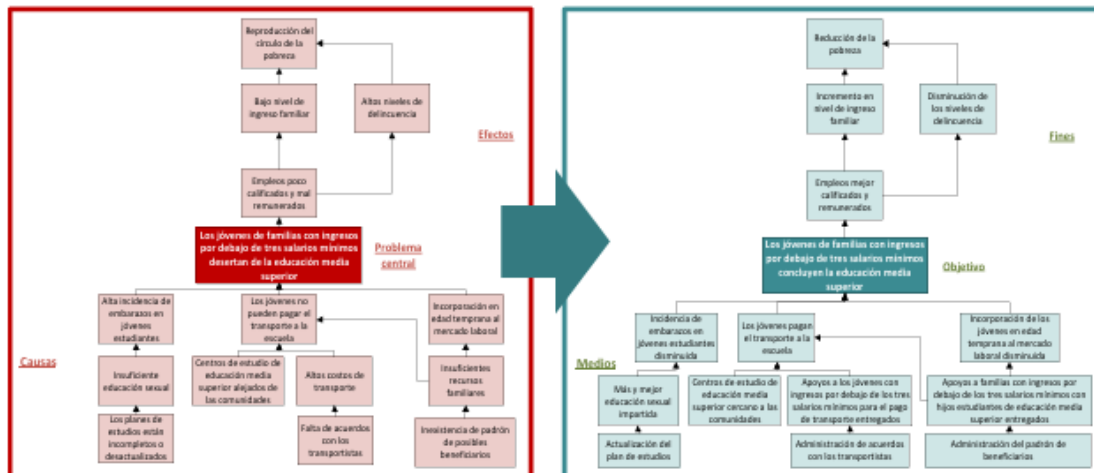 Reproducción del
círculo de la
pobreza
Bajo nivel de
ingreso familiar
Altos niveles de
delincuencia
Efectos
Empleos poco
calificados y mal
remunerados
Los jóvenes de familias con ingresos
por debajo de tres salarios mínimos
desertan de la educación media
superior
Problema
central
Alta incidencia de
embarazos en
jóvenes
estudiantes
Los jóvenes no
pueden pagar el
transporte a la
escuela
Incorporación en
edad temprana al
mercado laboral
Causas
Insuficiente
educación sexual
Centros de estudio de
educación media
superior alejados de
las comunidades
Altos costos de
transporte
Insuficientes
recursos
familiares
Los planes de
estudios están
incompletos o
desactualizados
Falta de acuerdos
con los
transportistas
Inexistencia de padrón
de posibles
beneficiarios
Reducción de la
pobreza
Incremento en
nivel de ingreso
familiar
Disminución de
los niveles de
delincuencia
Fines
Empleos mejor
calificados y
remunerados
Los jóvenes de familias con ingresos
por debajo de tres salarios mínimos
concluyen la educación media
superior
Objetivo
Incidencia de
embarazos en
jóvenes estudiantes
disminuida
Los jóvenes pagan
el transporte a la
escuela
Incorporación de los
jóvenes en edad
temprana al mercado
laboral disminuida
Medios
Más y mejor
educación sexual
impartida
Centros de estudio de
educación media
superior cercano a las
comunidades
Apoyos a los jóvenes con
ingresos por debajo de los tres
salarios mínimos para el pago
de transporte entregados
Apoyos a familias con ingresos por
debajo de los tres salarios mínimos con
hijos estudiantes de educación media
superior entregados
Actualización del
plan de estudios
Administración de acuerdos
con los transportistas
Administración del padrón de
beneficiarios